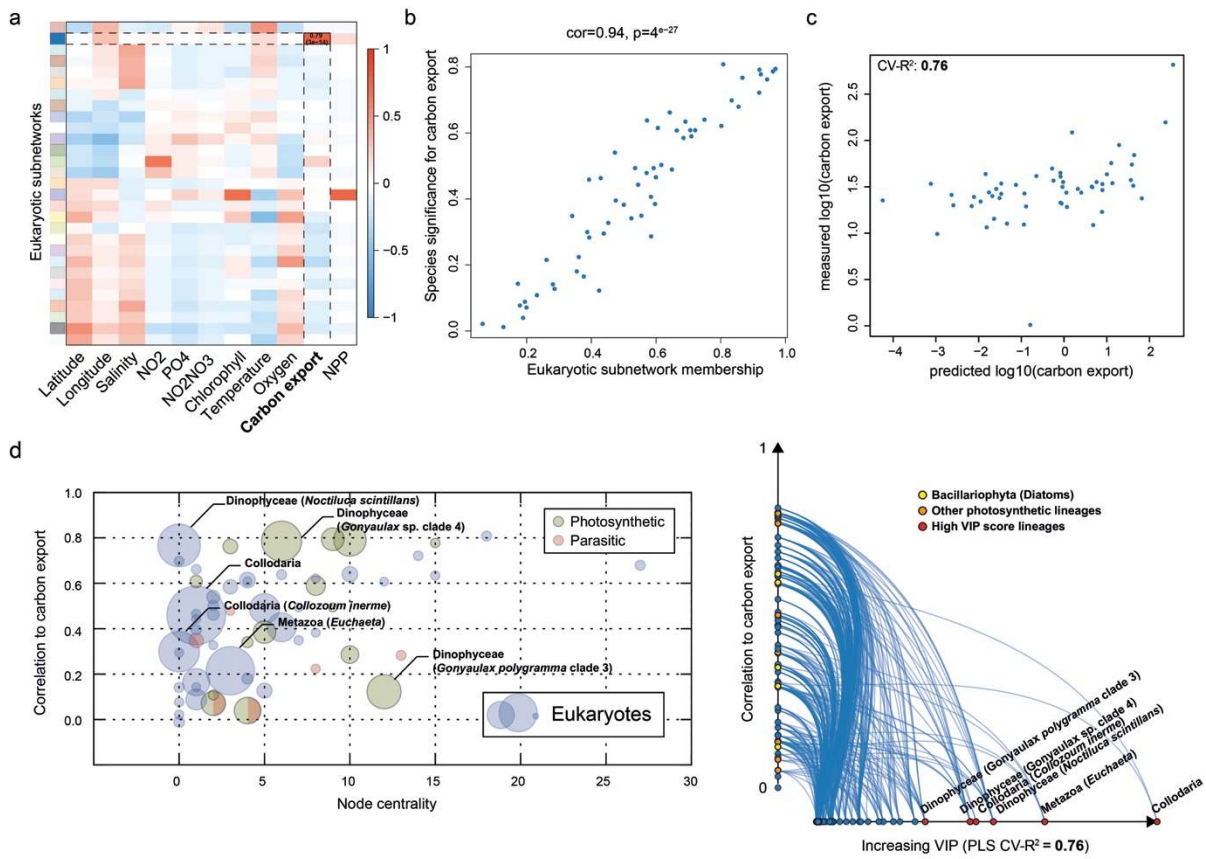 a
Eukaryotic subnetworks
0.79
(3e−14)
1
0.5
0
−0.5
−1
Latitude
Longitude
Salinity
NO2
PO4
NO2NO3
Chlorophyll
Temperature
Oxygen
Carbon export
NPP
b
cor=0.94, p=4e−27
Species significance for carbon export
0.8
0.6
0.4
0.2
0.0
0.2 0.4 0.6 0.8 1.0
Eukaryotic subnetwork membership
c
CV-R²: 0.76
measured log10(carbon export)
2.5
2.0
1.5
1.0
0.5
0.0
−4 −3 −2 −1 0 1 2
predicted log10(carbon export)
d
Correlation to carbon export
1.0
0.8
0.6
0.4
0.2
0.0
Dinophyceae (Noctiluca scintillans)
Dinophyceae
(Gonyaulax sp. clade 4)
Collodaria
Collodaria (Collozoum inerme)
Metazoa (Euchaeta)
Dinophyceae
(Gonyaulax polygramma clade 3)
Photosynthetic
Parasitic
Eukaryotes
0 5 10 15 20 25 30
Node centrality
1
Correlation to carbon export
0
Bacillariophyta (Diatoms)
Other photosynthetic lineages
High VIP score lineages
Dinophyceae (Gonyaulax polygramma clade 3)
Dinophyceae (Gonyaulax sp. clade 4)
Collodaria (Collozoum inerme)
Dinophyceae (Noctiluca scintillans)
Metazoa (Euchaeta)
Collodaria
Increasing VIP (PLS CV-R² = 0.76)